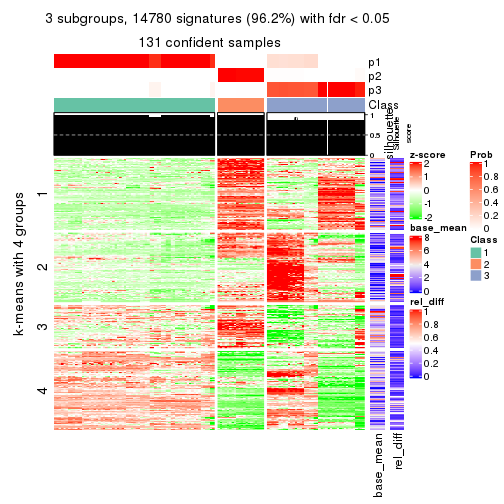 3 subgroups, 14780 signatures (96.2%) with fdr < 0.05
131 confident samples
p1
p2
p3
Class
1
0.5
0
silhouette
Silhouette
score
k-means with 4 groups
1
2
3
4
base_mean
rel_diff
z-score
2
1
0
-1
-2
base_mean
8
6
4
2
0
rel_diff
1
0.8
0.6
0.4
0.2
0
Prob
1
0.8
0.6
0.4
0.2
0
Class
1
2
3